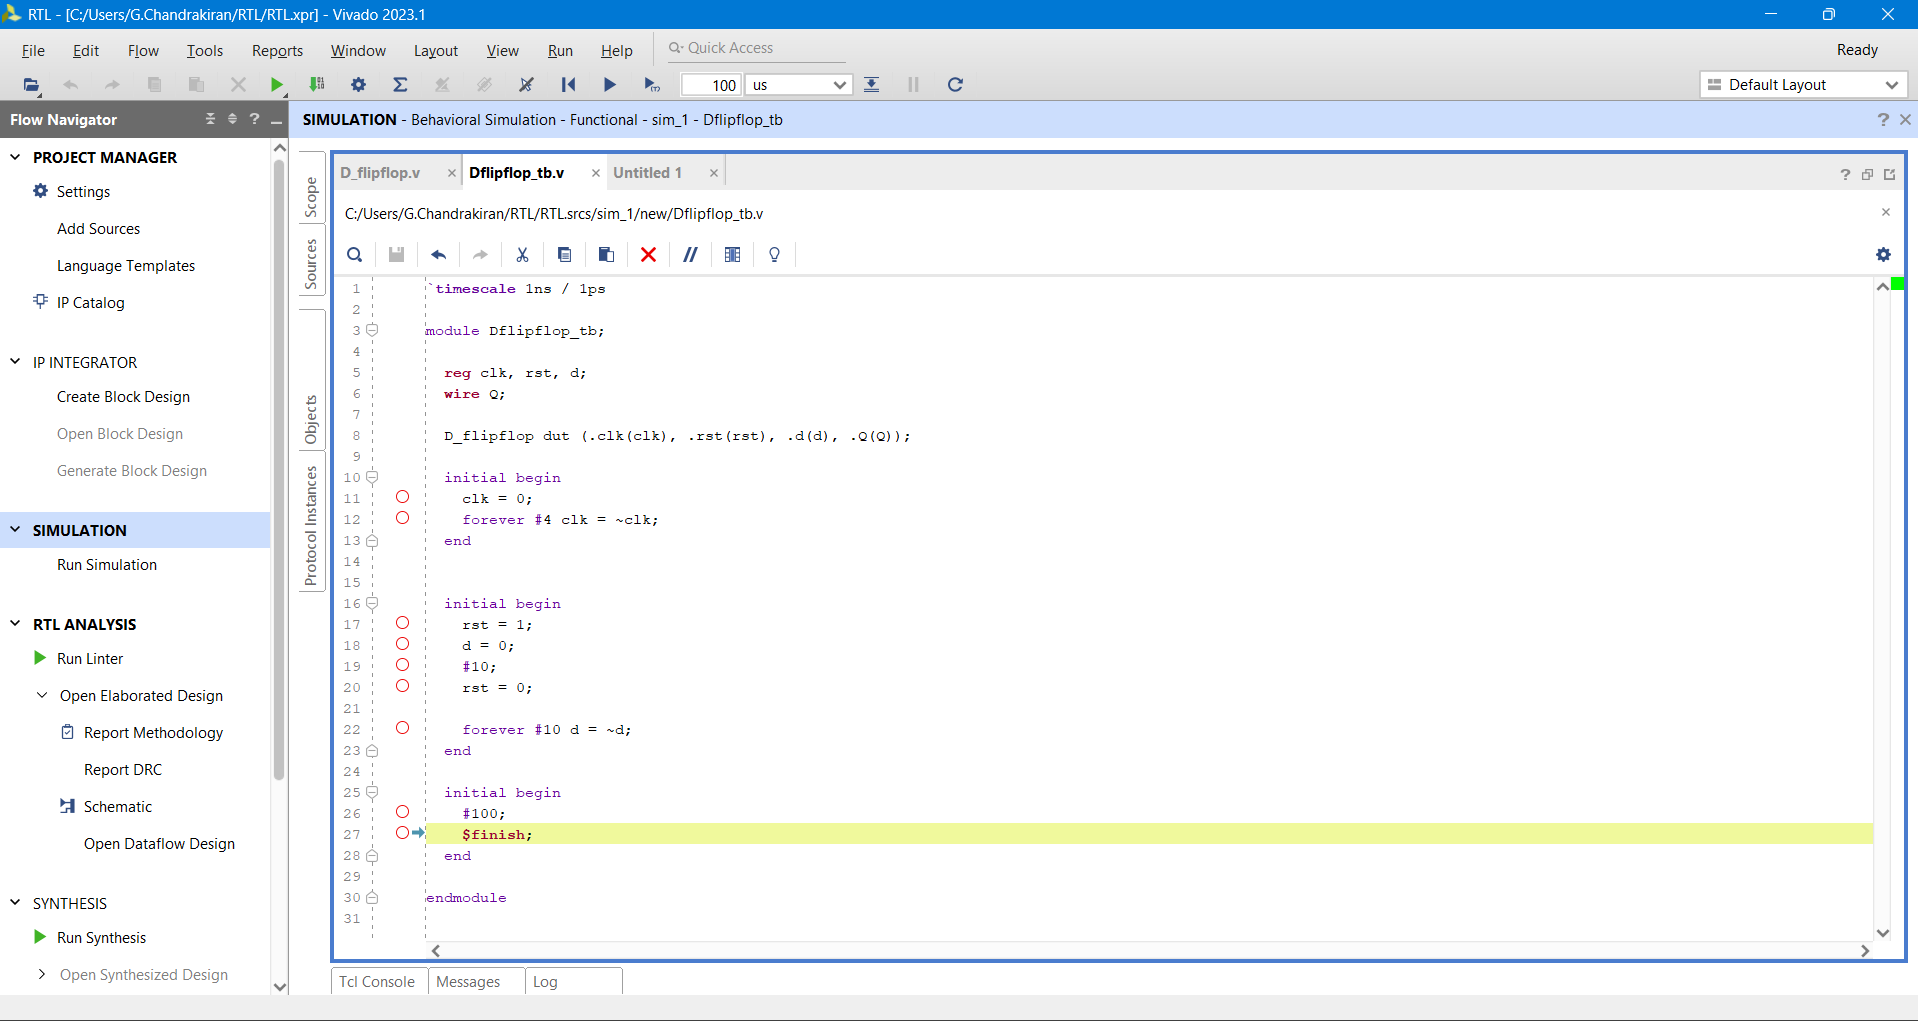 RTL - [C:/Users/G.Chandrakiran/RTL/RTL.xpr] - Vivado 2023.1
File Edit Flow Tools Reports Window Layout View Run Help Quick Access
Ready
100 us
Default Layout
Flow Navigator
PROJECT MANAGER
Settings
Add Sources
Language Templates
IP Catalog
IP INTEGRATOR
Create Block Design
Open Block Design
Generate Block Design
SIMULATION
Run Simulation
RTL ANALYSIS
Run Linter
Open Elaborated Design
Report Methodology
Report DRC
Schematic
Open Dataflow Design
SYNTHESIS
Run Synthesis
Open Synthesized Design
SIMULATION - Behavioral Simulation - Functional - sim_1 - Dflipflop_tb
Scope
Sources
Objects
Protocol Instances
D_flipflop.v Dflipflop_tb.v Untitled 1
C:/Users/G.Chandrakiran/RTL/RTL.srcs/sim_1/new/Dflipflop_tb.v
1 `timescale 1ns / 1ps
2
3 module Dflipflop_tb;
4
5 reg clk, rst, d;
6 wire Q;
7
8 D_flipflop dut (.clk(clk), .rst(rst), .d(d), .Q(Q));
9
10 initial begin
11 clk = 0;
12 forever #4 clk = ~clk;
13 end
14
15
16 initial begin
17 rst = 1;
18 d = 0;
19 #10;
20 rst = 0;
21
22 forever #10 d = ~d;
23 end
24
25 initial begin
26 #100;
27 $finish;
28 end
29
30 endmodule
31
Tcl Console Messages Log